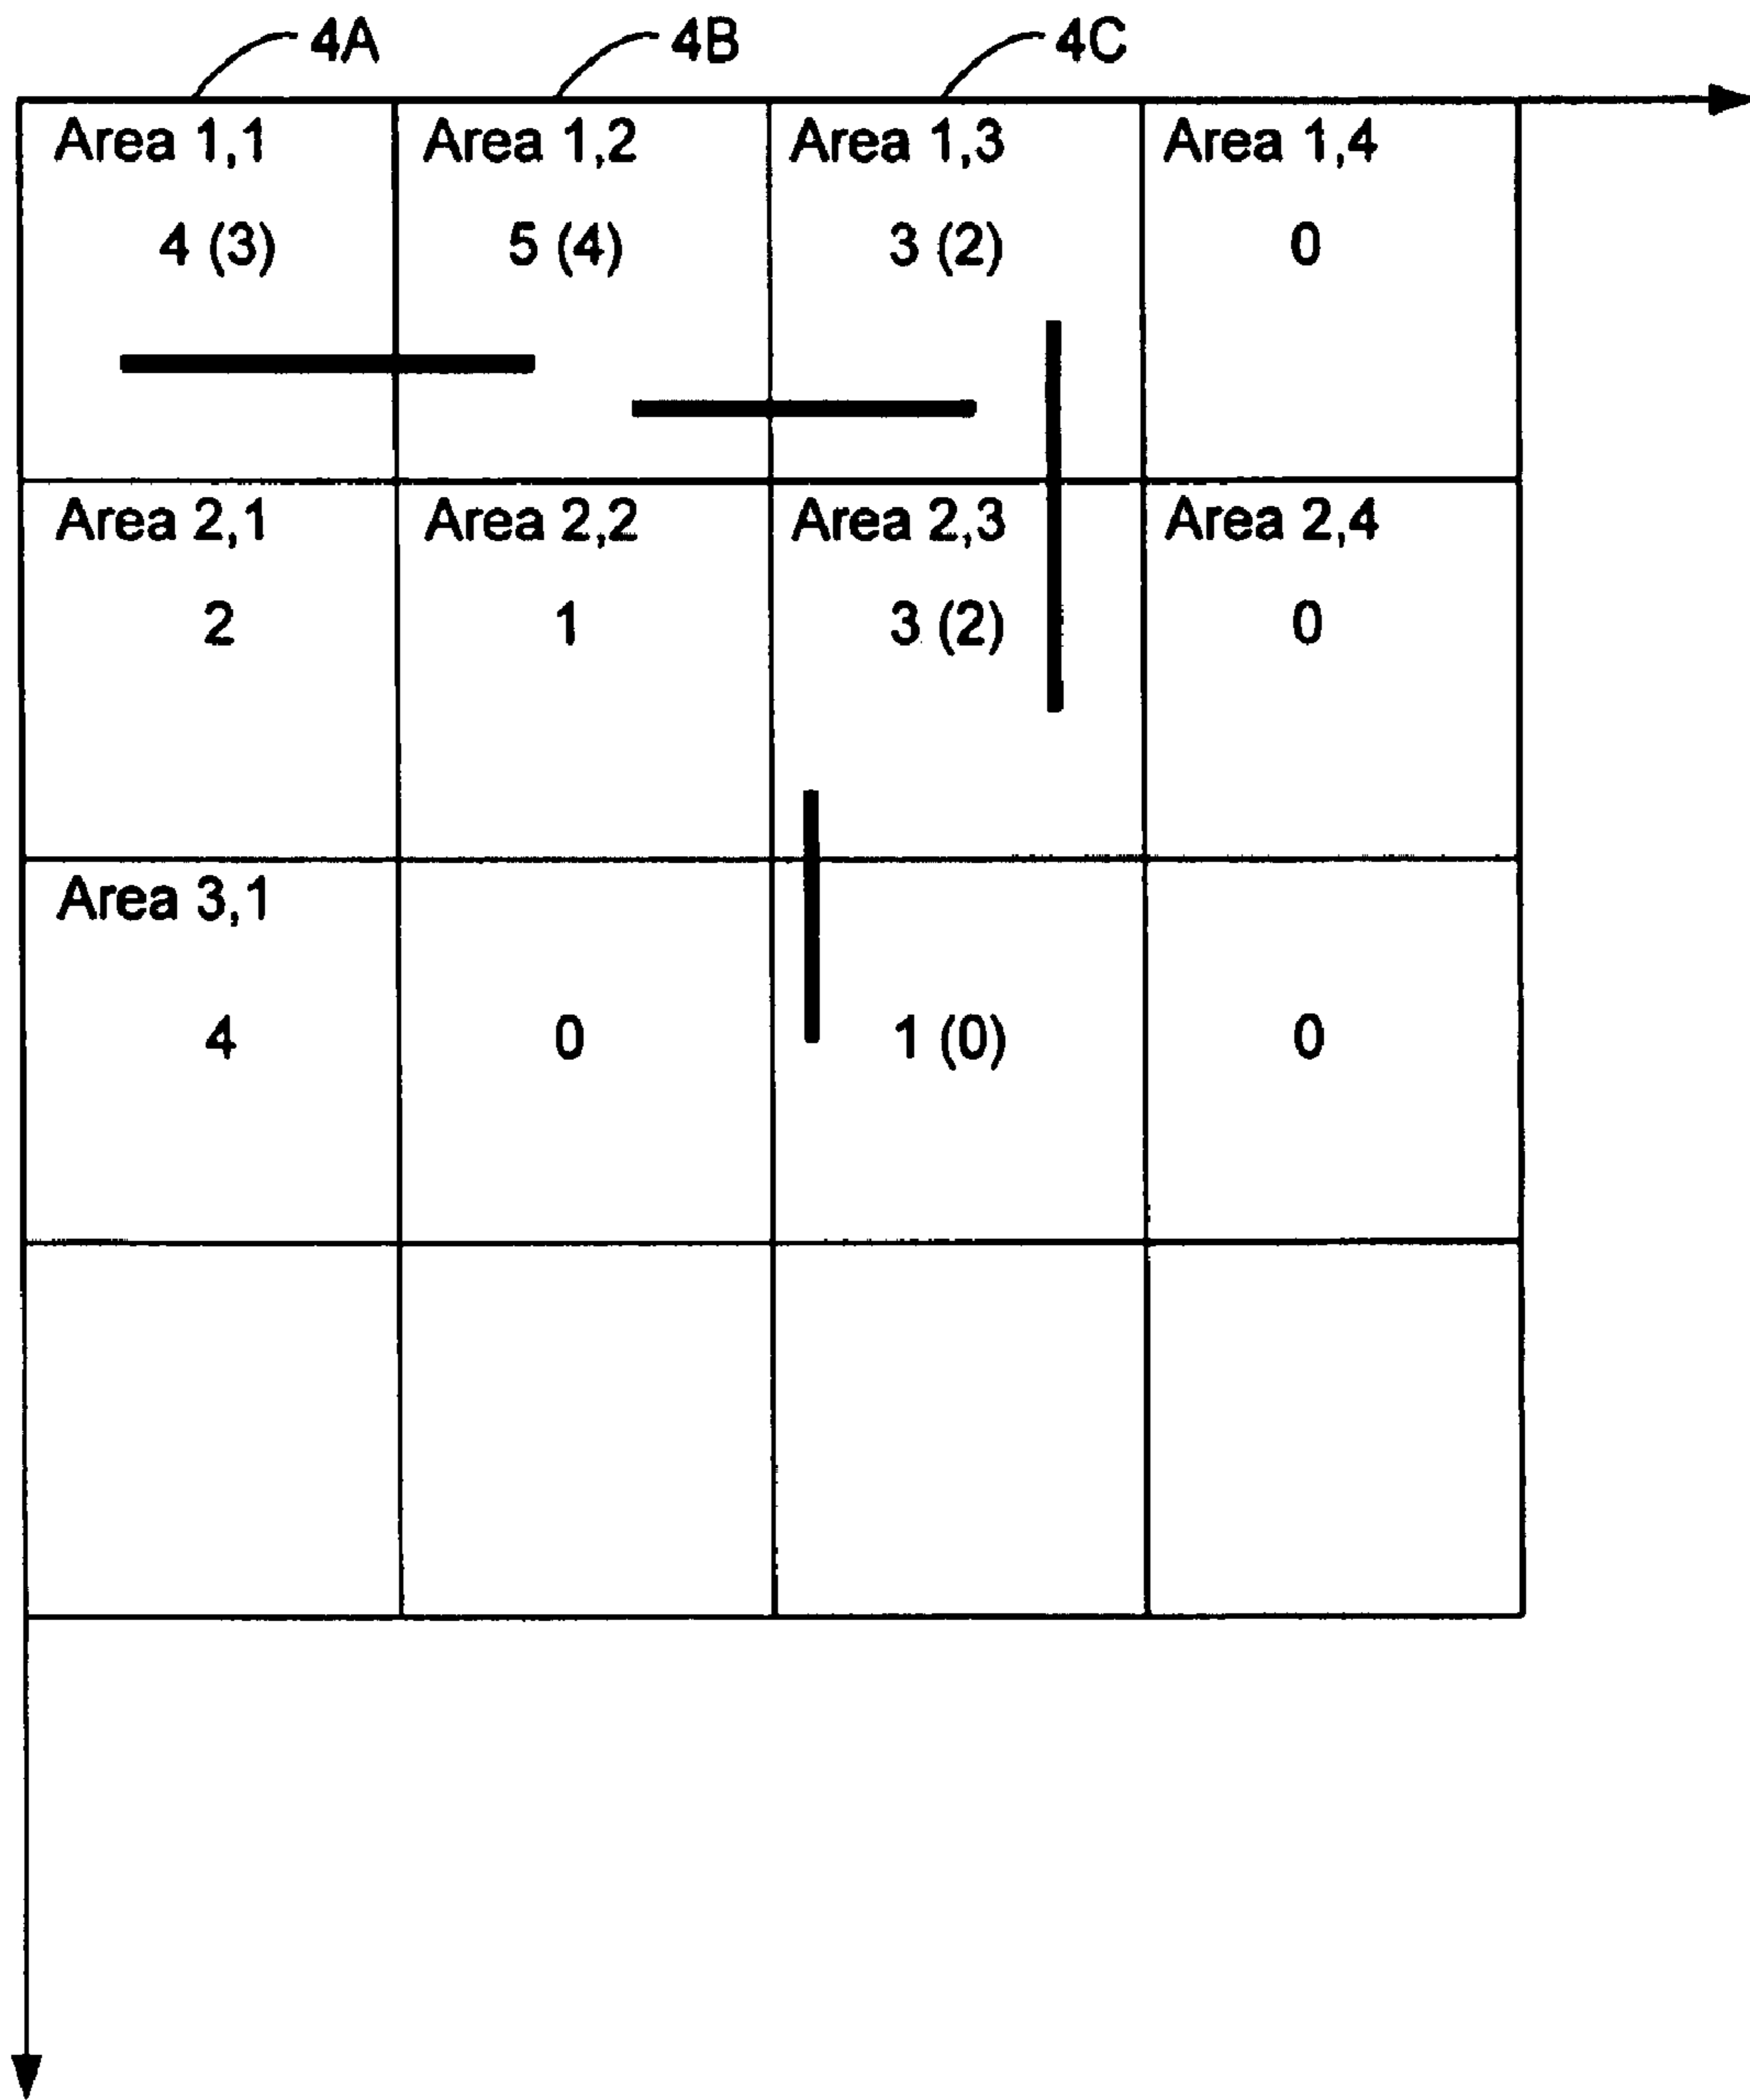 4A 4B 4C
Area 1,1 Area 1,2 Area 1,3 Area 1,4
4 (3) 5 (4) 3 (2) 0
Area 2,1 Area 2,2 Area 2,3 Area 2,4
2 1 3 (2) 0
Area 3,1
4 0 1 (0) 0